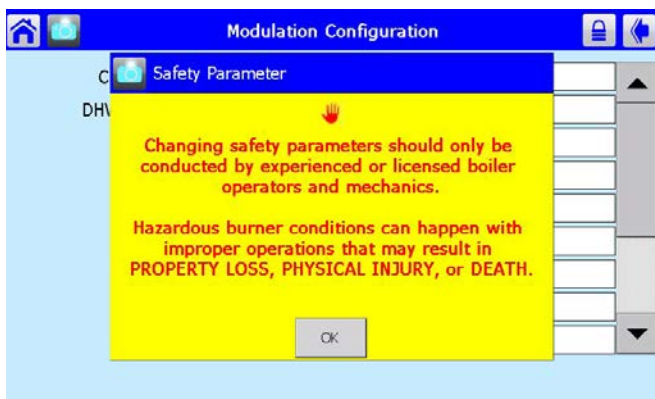 Modulation Configuration
C
Safety Parameter
DHV
Changing safety parameters should only be
conducted by experienced or licensed boiler
operators and mechanics.
Hazardous burner conditions can happen with
improper operations that may result in
PROPERTY LOSS, PHYSICAL INJURY, or DEATH.
OK